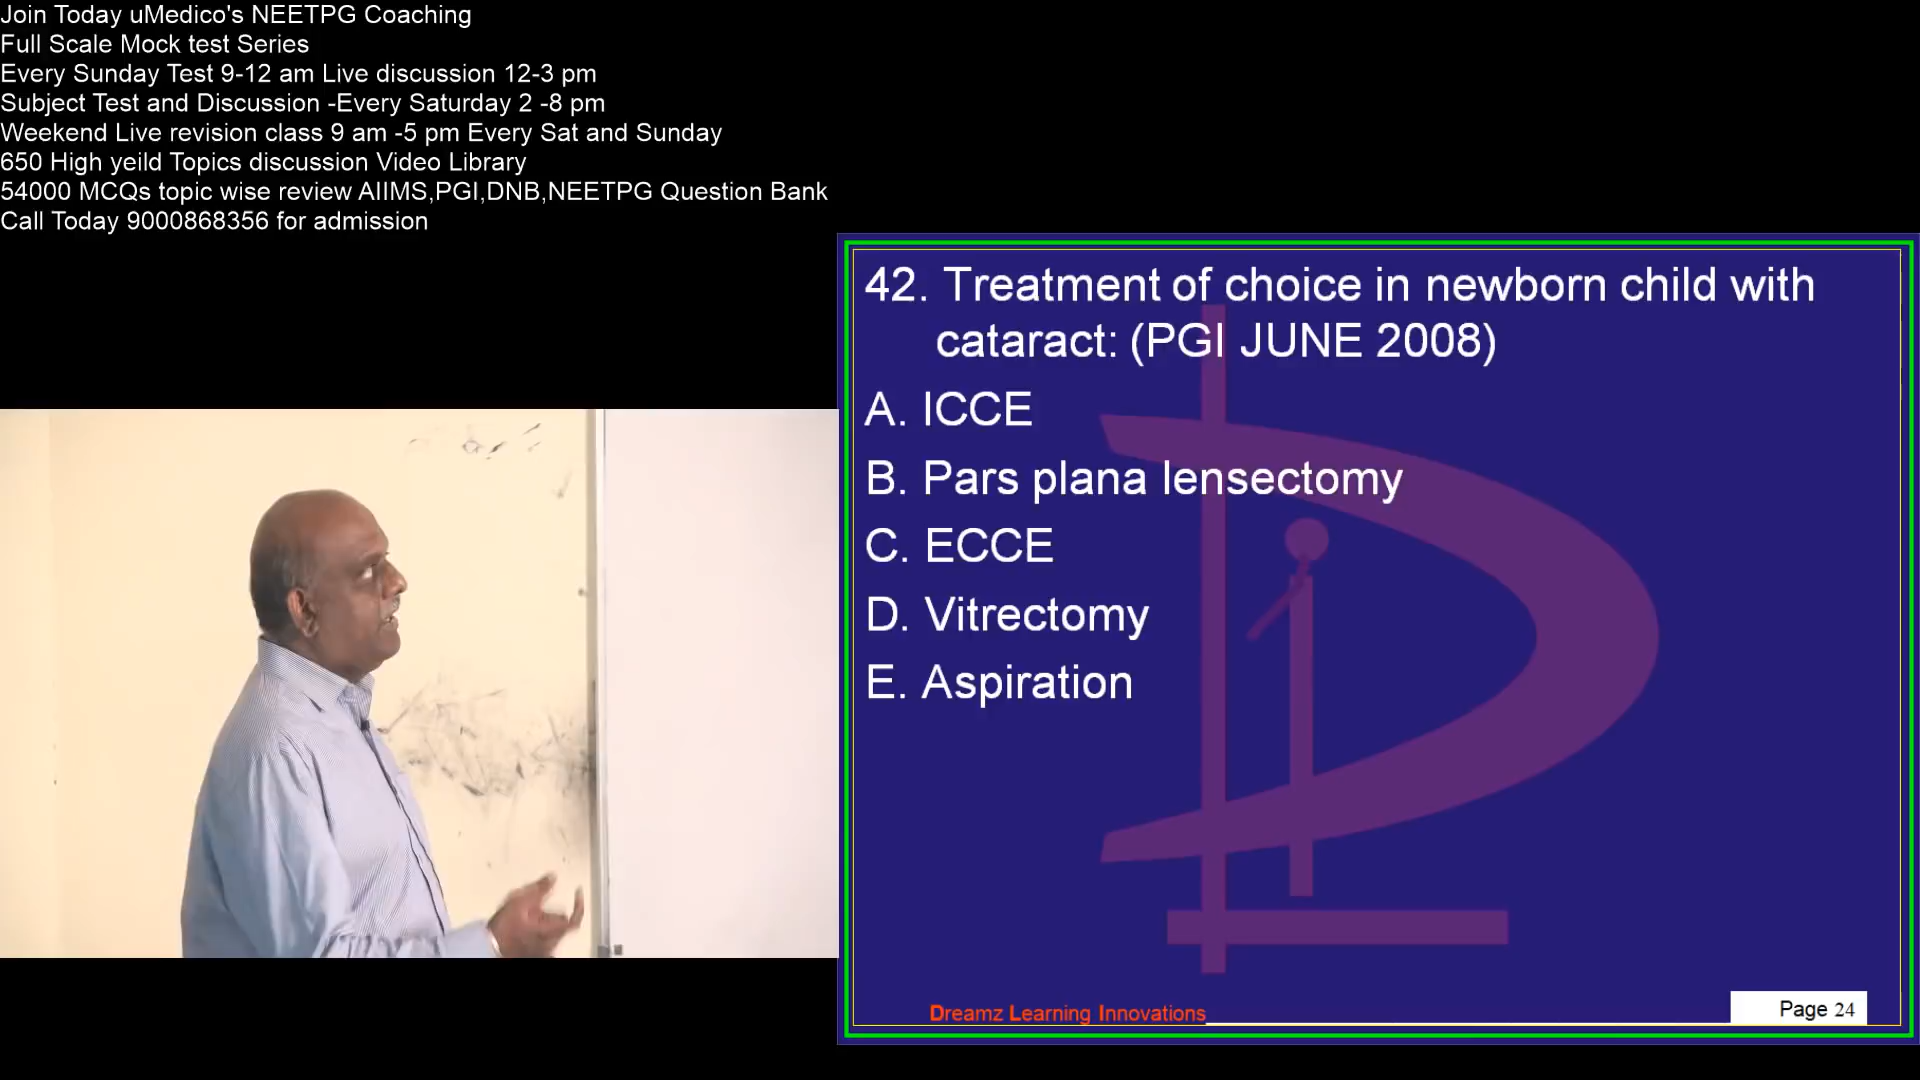 Join Today uMedico's NEETPG Coaching
Full Scale Mock test Series
Every Sunday Test 9-12 am Live discussion 12-3 pm
Subject Test and Discussion -Every Saturday 2 -8 pm
Weekend Live revision class 9 am -5 pm Every Sat and Sunday
650 High yeild Topics discussion Video Library
54000 MCQs topic wise review AIIMS,PGI,DNB,NEETPG Question Bank
Call Today 9000868356 for admission
42. Treatment of choice in newborn child with
cataract: (PGI JUNE 2008)
A. ICCE
B. Pars plana lensectomy
C. ECCE
D. Vitrectomy
E. Aspiration
Dreamz Learning Innovations
Page 24